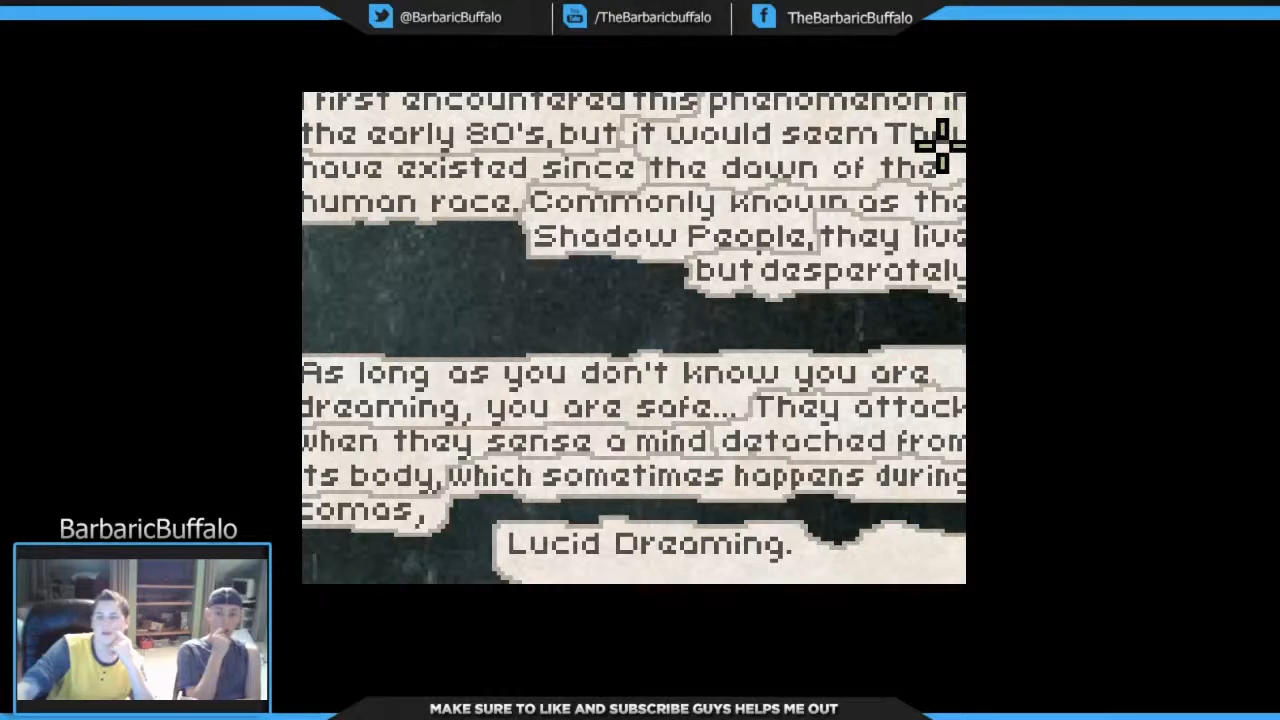 @BarbaricBuffalo
/TheBarbaricbuffalo
TheBarbaricBuffalo
first encountered this phenomenon in
the early 80's, but it would seem
have existed since the dawn of the
human race. Commonly known as the
Shadow People, they live
but desperately
As long as you don't know you are
dreaming, you are safe... They attack
when they sense a mind detached from
its body, which sometimes happens during
comas,
Lucid Dreaming.
BarbaricBuffalo
MAKE SURE TO LIKE AND SUBSCRIBE GUYS HELPS ME OUT